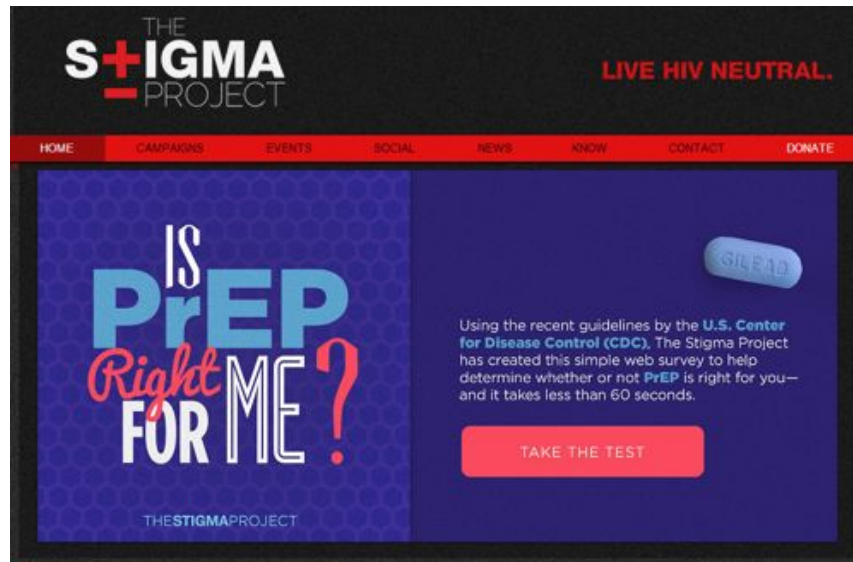 THE
S±IGMA
PROJECT
LIVE HIV NEUTRAL.
HOME CAMPAIGNS EVENTS SOCIAL NEWS KNOW CONTACT DONATE
IS
PrEP
Right
FOR ME?
THESTIGMAPROJECT
GILEAD
Using the recent guidelines by the U.S. Center
for Disease Control (CDC), The Stigma Project
has created this simple web survey to help
determine whether or not PrEP is right for you—
and it takes less than 60 seconds.
TAKE THE TEST